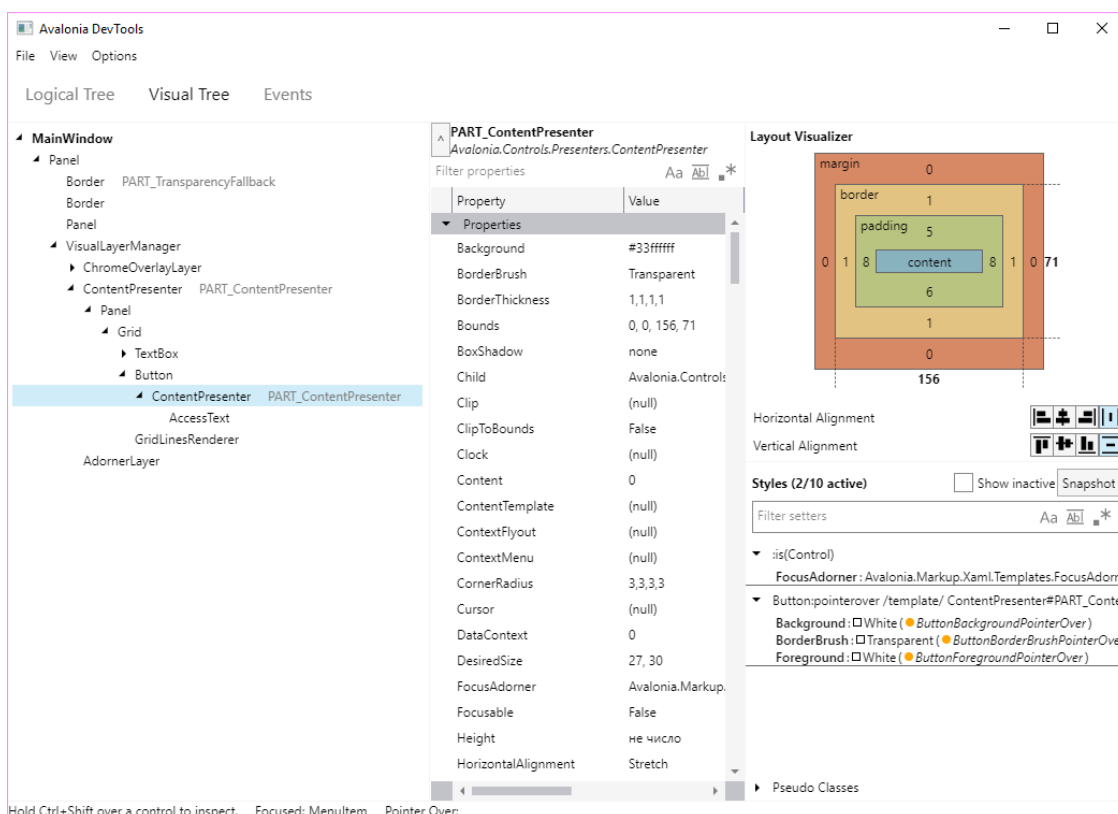 Avalonia DevTools
File View Options
Logical Tree Visual Tree Events
MainWindow
Panel
Border PART_TransparencyFallback
Border
Panel
VisualLayerManager
ChromeOverlayLayer
ContentPresenter PART_ContentPresenter
Panel
Grid
TextBox
Button
ContentPresenter PART_ContentPresenter
AccessText
GridLinesRenderer
AdornerLayer
PART_ContentPresenter
Avalonia.Controls.Presenters.ContentPresenter
Filter properties Aa Abl .*
Property Value
Properties
Background #33ffffff
BorderBrush Transparent
BorderThickness 1,1,1,1
Bounds 0, 0, 156, 71
BoxShadow none
Child Avalonia.Controls
Clip (null)
ClipToBounds False
Clock (null)
Content 0
ContentTemplate (null)
ContextFlyout (null)
ContextMenu (null)
CornerRadius 3,3,3,3
Cursor (null)
DataContext 0
DesiredSize 27, 30
FocusAdorner Avalonia.Markup.
Focusable False
Height не число
HorizontalAlignment Stretch
Layout Visualizer
margin 0
border 1
padding 5
0 1 8 content 8 1 0 71
6
1
0
156
Horizontal Alignment
Vertical Alignment
Styles (2/10 active) Show inactive Snapshot
Filter setters Aa Abl .*
:is(Control)
FocusAdorner : Avalonia.Markup.Xaml.Templates.FocusAdorn
Button:pointerover /template/ ContentPresenter#PART_Conte
Background : White ( ButtonBackgroundPointerOver )
BorderBrush : Transparent ( ButtonBorderBrushPointerOve
Foreground : White ( ButtonForegroundPointerOver )
Pseudo Classes
Hold Ctrl+Shift over a control to inspect. Focused: MenuItem Pointer Over: